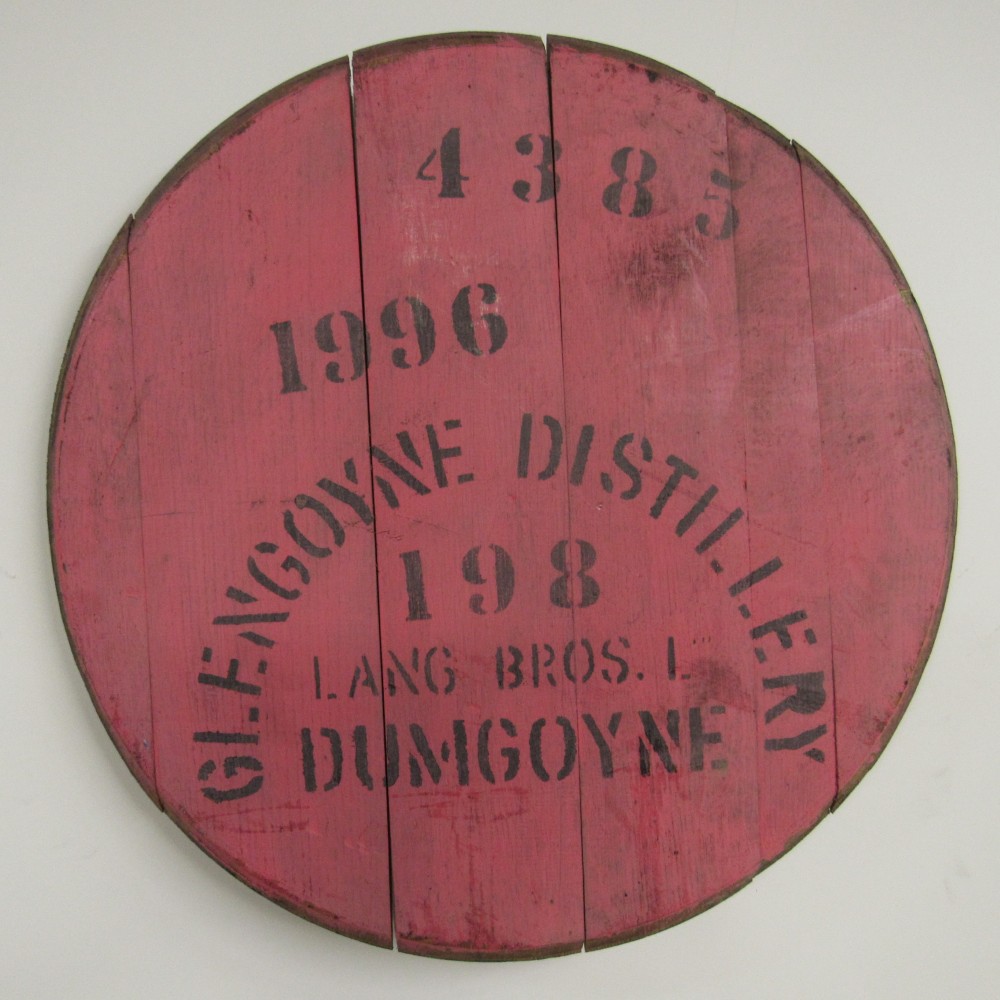 4385
1996
GLENGOYNE DISTILLERY
198
LANG BROS. L
DUMGOYNE